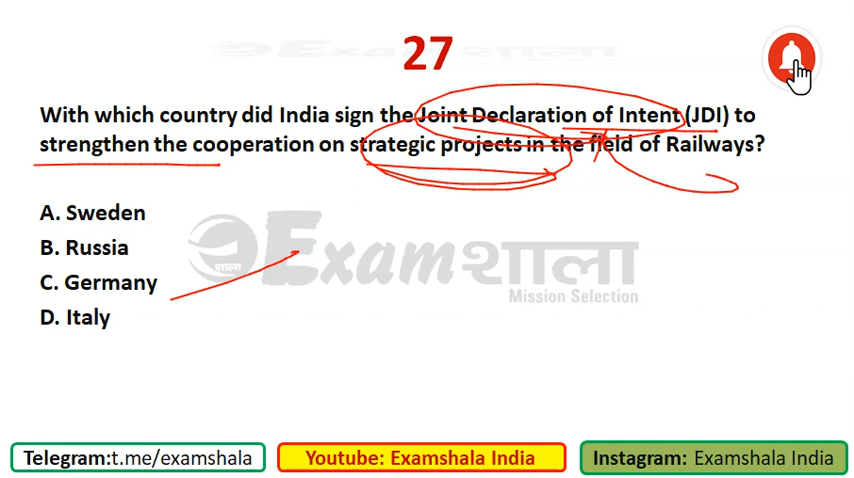 27
With which country did India sign the Joint Declaration of Intent (JDI) to
strengthen the cooperation on strategic projects in the field of Railways?
A. Sweden
B. Russia
C. Germany
D. Italy
शाला Examशाला
Mission Selection
Telegram:t.me/examshala
Youtube: Examshala India
Instagram: Examshala India